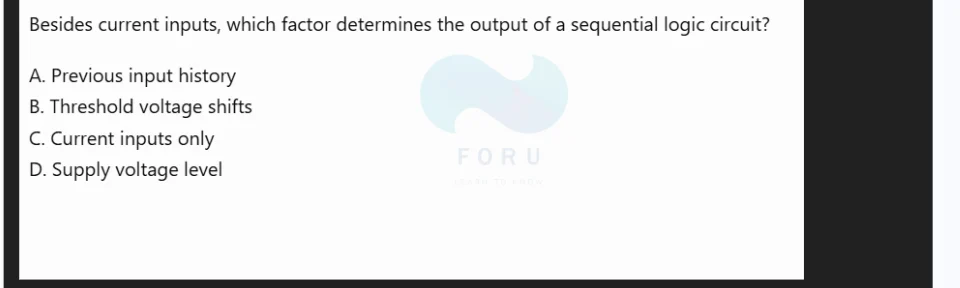 Besides current inputs, which factor determines the output of a sequential logic circuit?
A. Previous input history
B. Threshold voltage shifts
C. Current inputs only
D. Supply voltage level
FORU